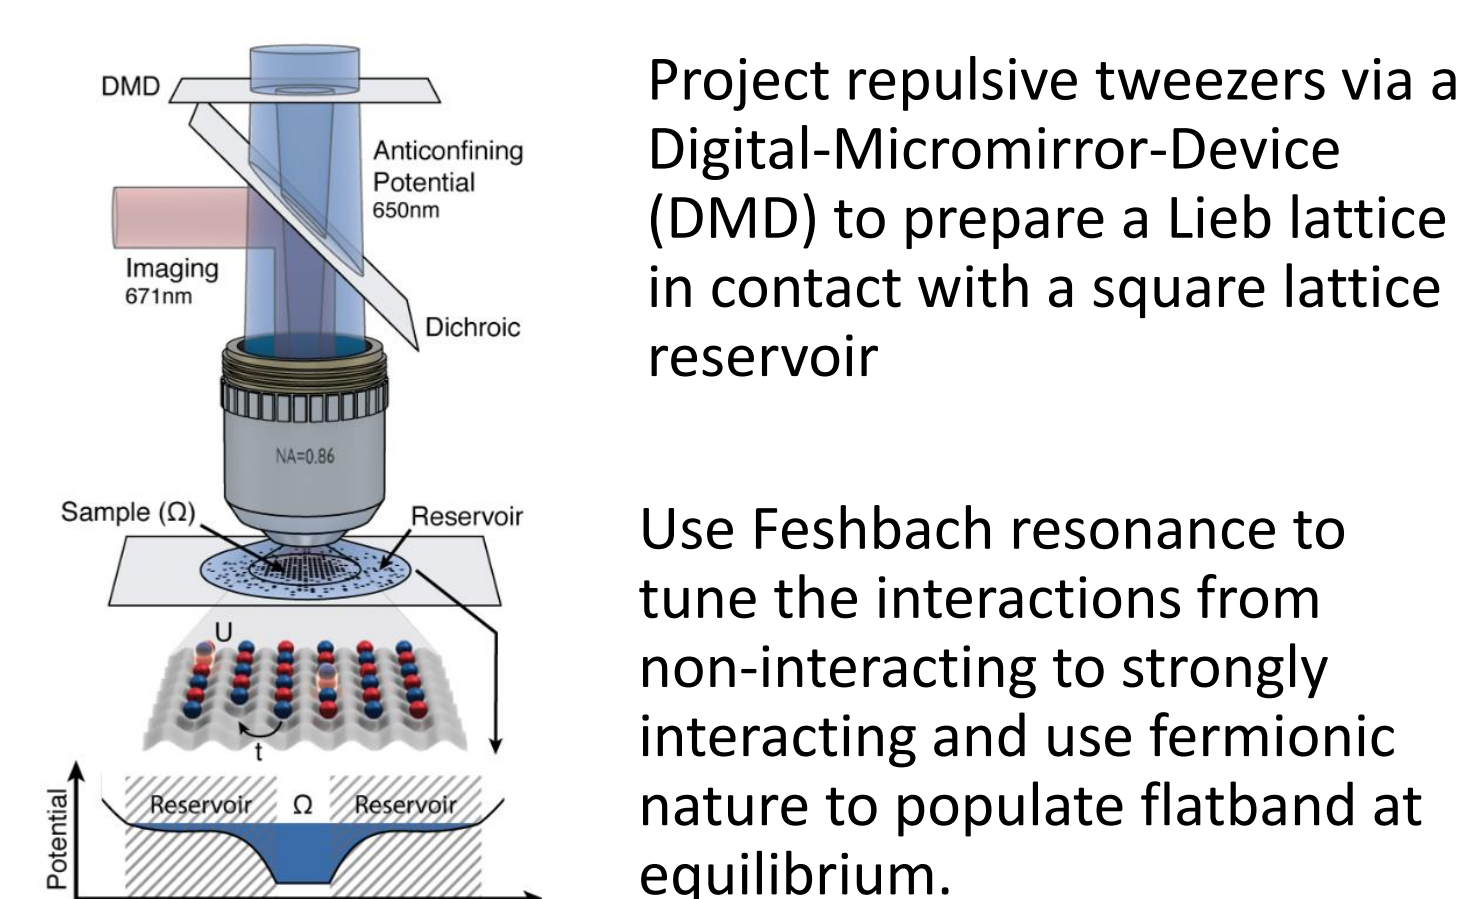 DMD
Anticonfining
Potential
650nm
Imaging
671nm
Dichroic
NA=0.86
Sample (Ω)
Reservoir
U
t
Potential
Reservoir
Ω
Reservoir
Project repulsive tweezers via a
Digital-Micromirror-Device
(DMD) to prepare a Lieb lattice
in contact with a square lattice
reservoir
Use Feshbach resonance to
tune the interactions from
non-interacting to strongly
interacting and use fermionic
nature to populate flatband at
equilibrium.